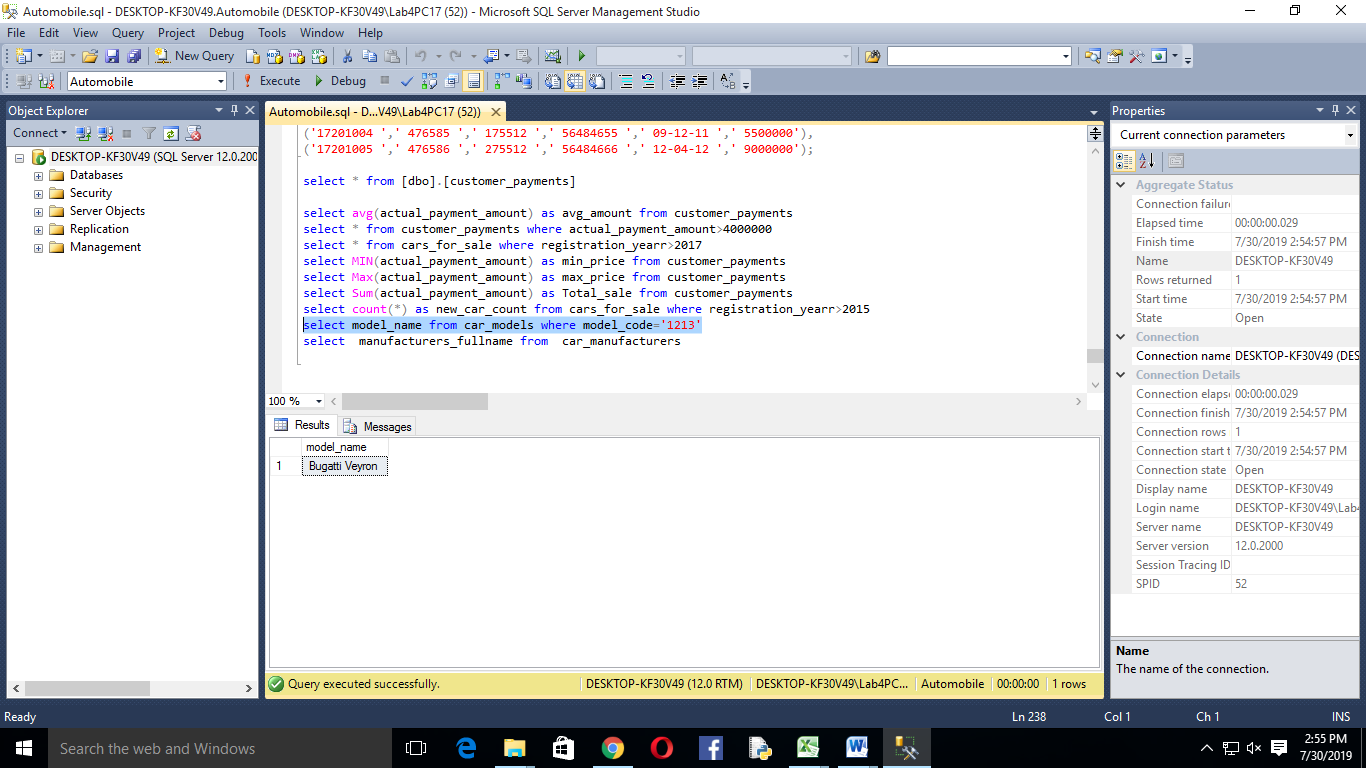 Automobile.sql - DESKTOP-KF30V49.Automobile (DESKTOP-KF30V49\Lab4PC17 (52)) - Microsoft SQL Server Management Studio
File Edit View Query Project Debug Tools Window Help
New Query
Automobile Execute Debug
Object Explorer
Connect
DESKTOP-KF30V49 (SQL Server 12.0.200
Databases
Security
Server Objects
Replication
Management
Automobile.sql - D...V49\Lab4PC17 (52))
('17201004 ',' 476585 ',' 175512 ',' 56484655 ',' 09-12-11 ',' 5500000'),
('17201005 ',' 476586 ',' 275512 ',' 56484666 ',' 12-04-12 ',' 9000000');
select * from [dbo].[customer_payments]
select avg(actual_payment_amount) as avg_amount from customer_payments
select * from customer_payments where actual_payment_amount>4000000
select * from cars_for_sale where registration_yearr>2017
select MIN(actual_payment_amount) as min_price from customer_payments
select Max(actual_payment_amount) as max_price from customer_payments
select Sum(actual_payment_amount) as Total_sale from customer_payments
select count(*) as new_car_count from cars_for_sale where registration_yearr>2015
select model_name from car_models where model_code='1213'
select  manufacturers_fullname from  car_manufacturers
100 %
Results Messages
model_name
1 Bugatti Veyron
Query executed successfully. DESKTOP-KF30V49 (12.0 RTM) DESKTOP-KF30V49\Lab4PC... Automobile 00:00:00 1 rows
Properties
Current connection parameters
Aggregate Status
Connection failur
Elapsed time 00:00:00.029
Finish time 7/30/2019 2:54:57 PM
Name DESKTOP-KF30V49
Rows returned 1
Start time 7/30/2019 2:54:57 PM
State Open
Connection
Connection name DESKTOP-KF30V49 (DES
Connection Details
Connection elaps 00:00:00.029
Connection finish 7/30/2019 2:54:57 PM
Connection rows 1
Connection start t 7/30/2019 2:54:57 PM
Connection state Open
Display name DESKTOP-KF30V49
Login name DESKTOP-KF30V49\Lab4
Server name DESKTOP-KF30V49
Server version 12.0.2000
Session Tracing ID
SPID 52
Name
The name of the connection.
Ready Ln 238 Col 1 Ch 1 INS
Search the web and Windows
2:55 PM
7/30/2019